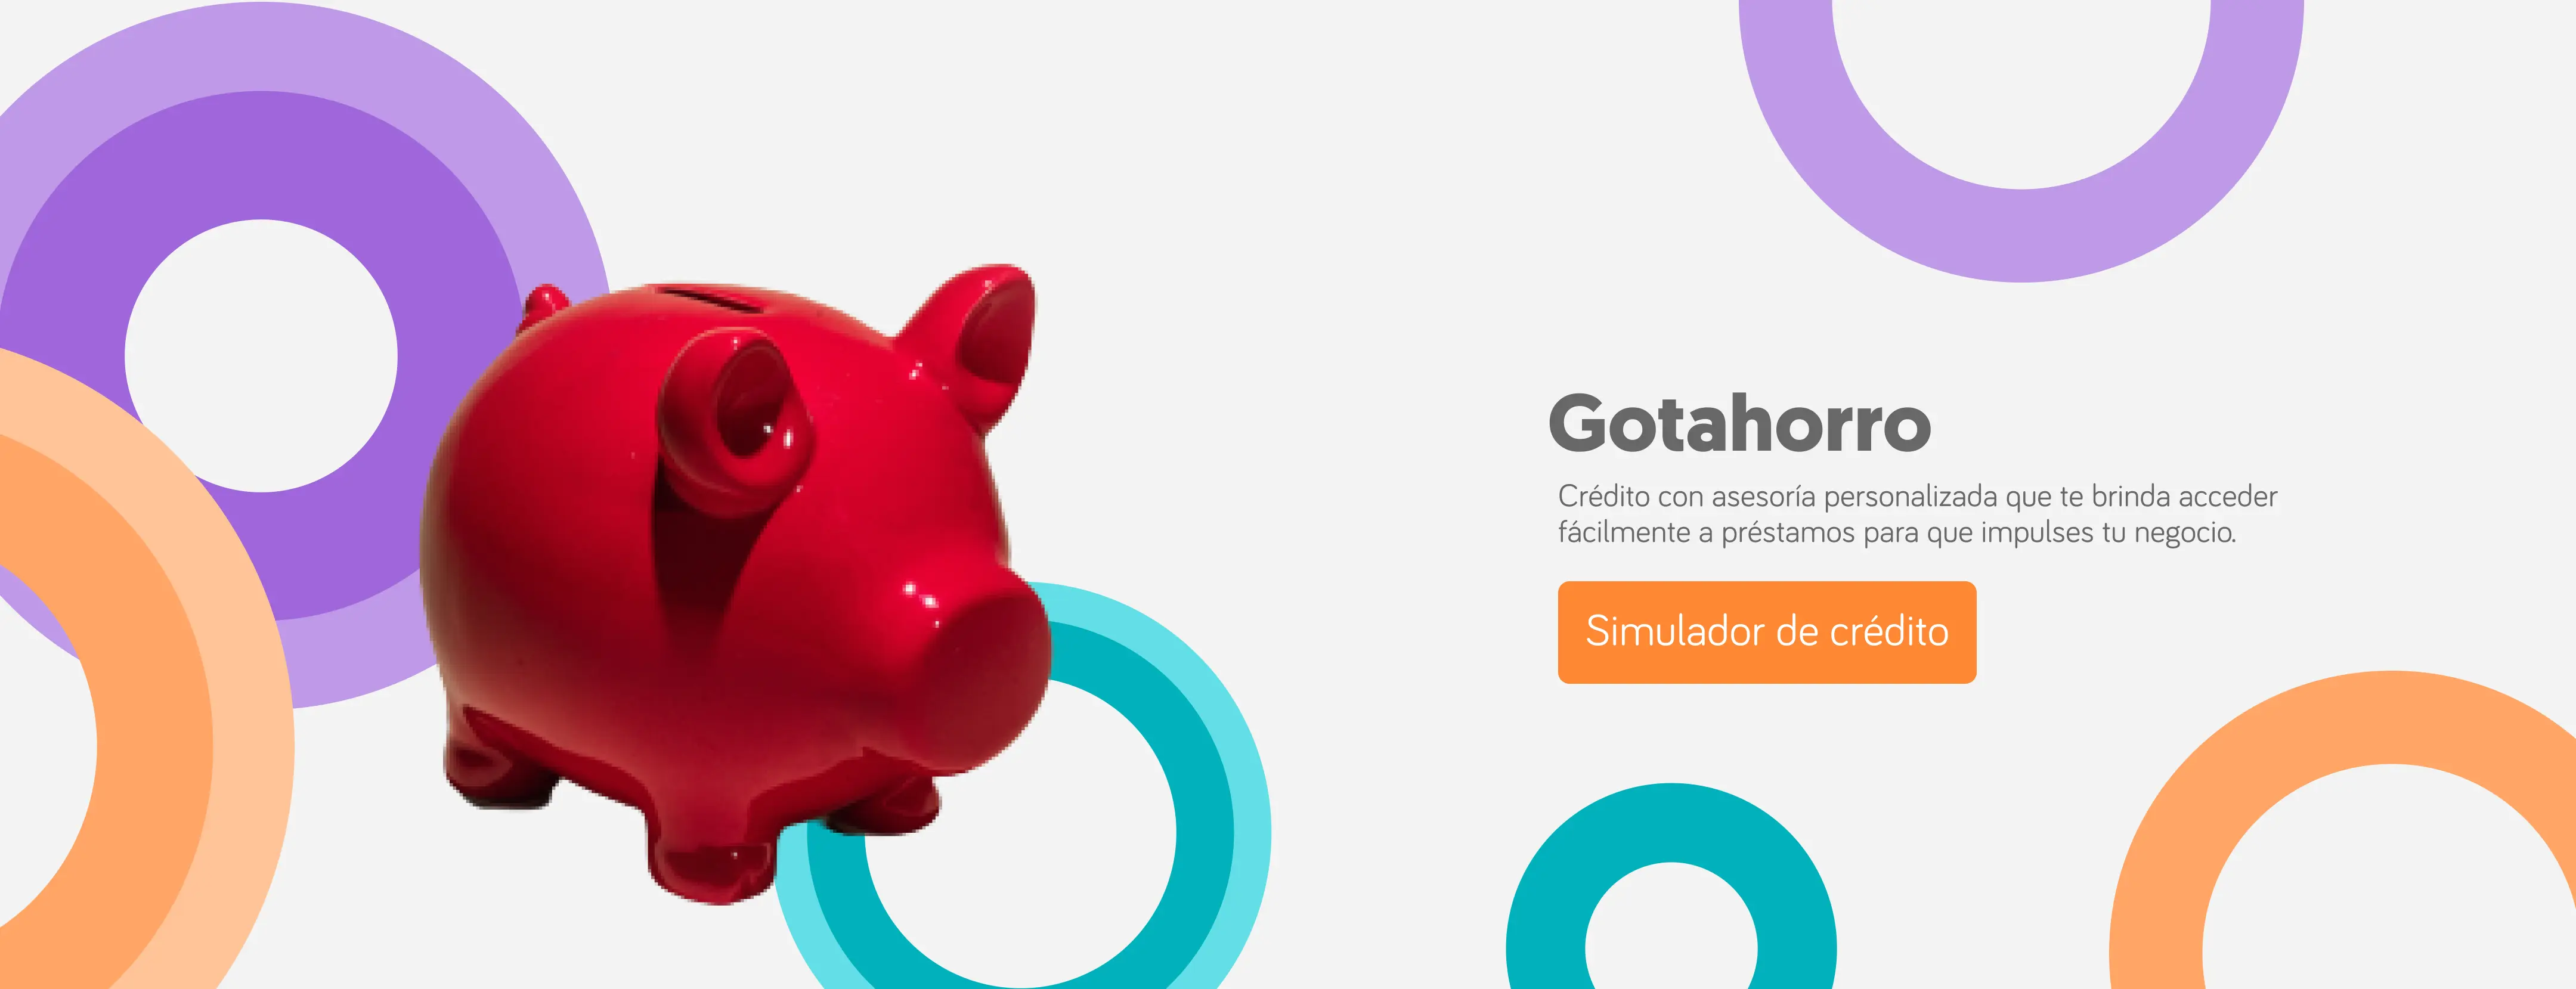 Gotahorro
Crédito con asesoría personalizada que te brinda acceder
fácilmente a préstamos para que impulses tu negocio.
Simulador de crédito